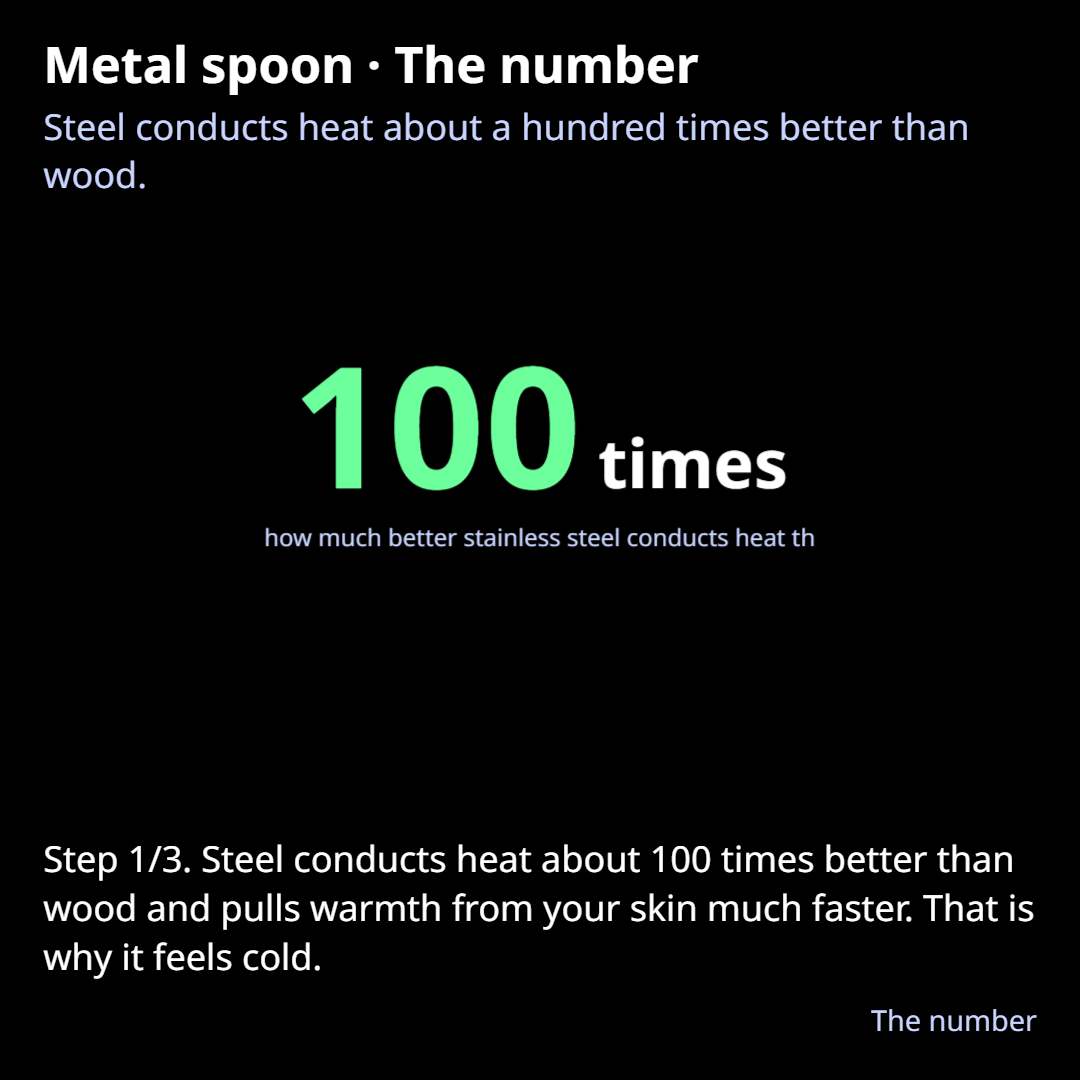 Metal spoon · The number
Steel conducts heat about a hundred times better than
wood.
100 times
how much better stainless steel conducts heat th
Step 1/3. Steel conducts heat about 100 times better than
wood and pulls warmth from your skin much faster. That is
why it feels cold.
The number